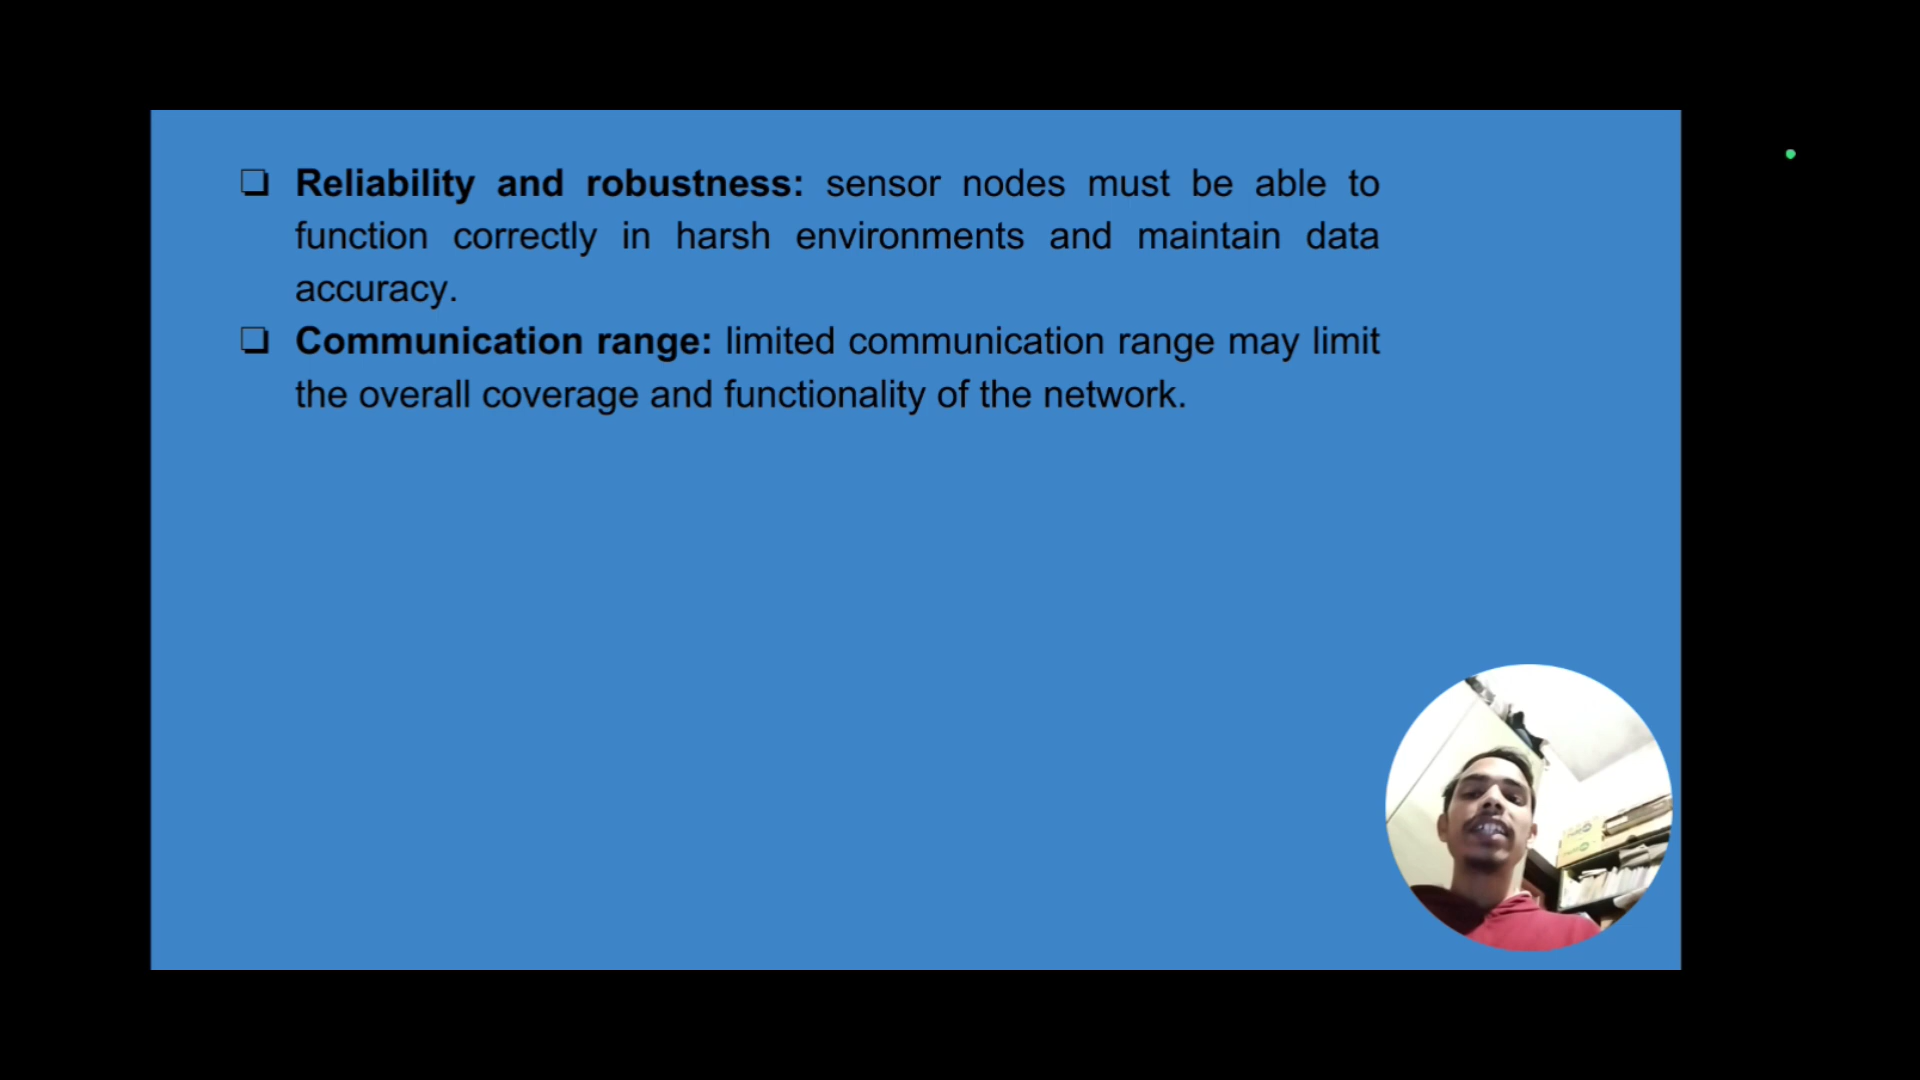 ❏ Reliability and robustness: sensor nodes must be able to
function correctly in harsh environments and maintain data
accuracy.
❏ Communication range: limited communication range may limit
the overall coverage and functionality of the network.